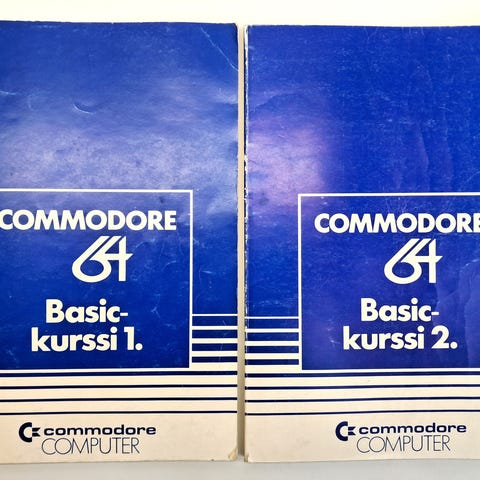 COMMODORE
64
Basic-
kurssi 1.
commodore
COMPUTER
COMMODORE
64
Basic-
kurssi 2.
commodore
COMPUTER